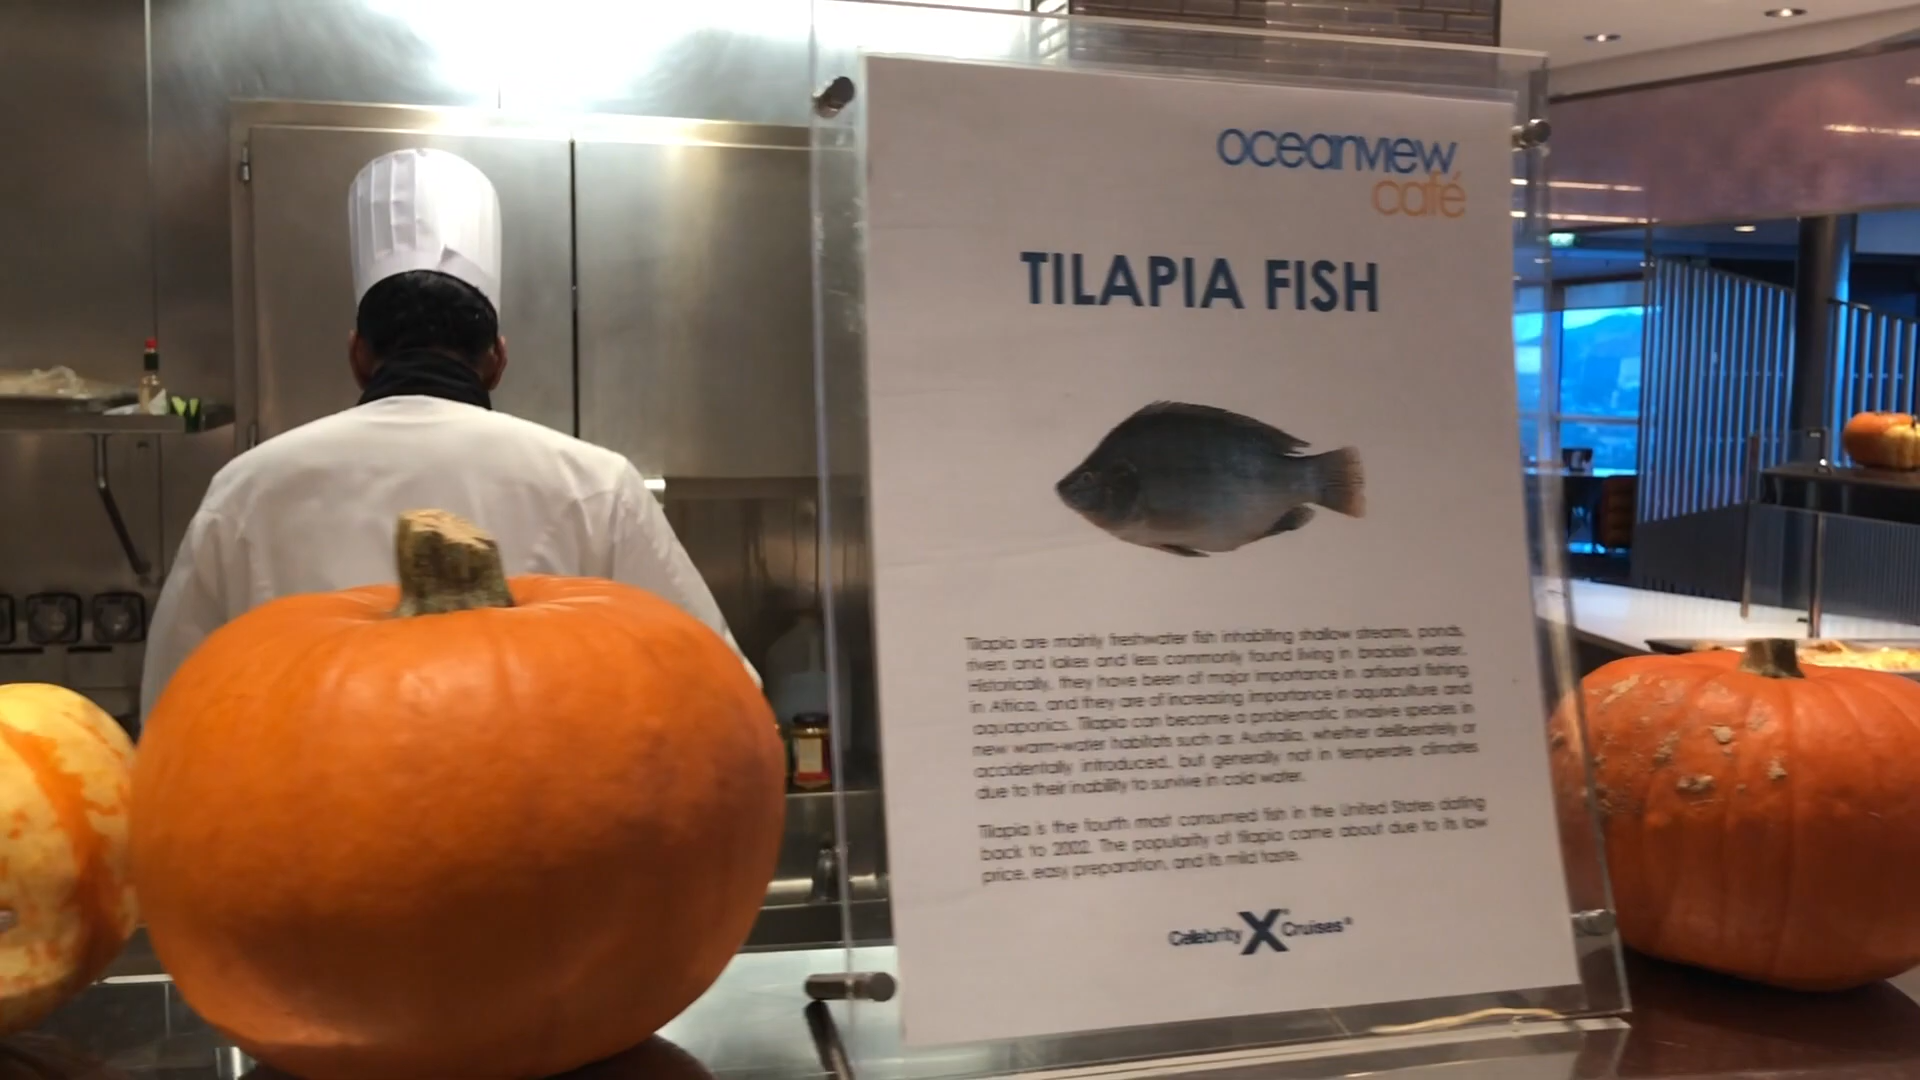 oceanview
café
TILAPIA FISH
Tilapia are mainly freshwater fish inhabiting shallow streams, ponds,
rivers and lakes and less commonly found living in brackish water.
Historically, they have been of major importance in artisanal fishing
in Africa, and they are of increasing importance in aquaculture and
aquaponics. Tilapia can become a problematic invasive species in
new warm-water habitats such as Australia, whether deliberately or
accidentally introduced, but generally not in temperate climates
due to their inability to survive in cold water.
Tilapia is the fourth most consumed fish in the United States dating
back to 2002. The popularity of tilapia came about due to its low
price, easy preparation, and its mild taste.
Celebrity X Cruises®